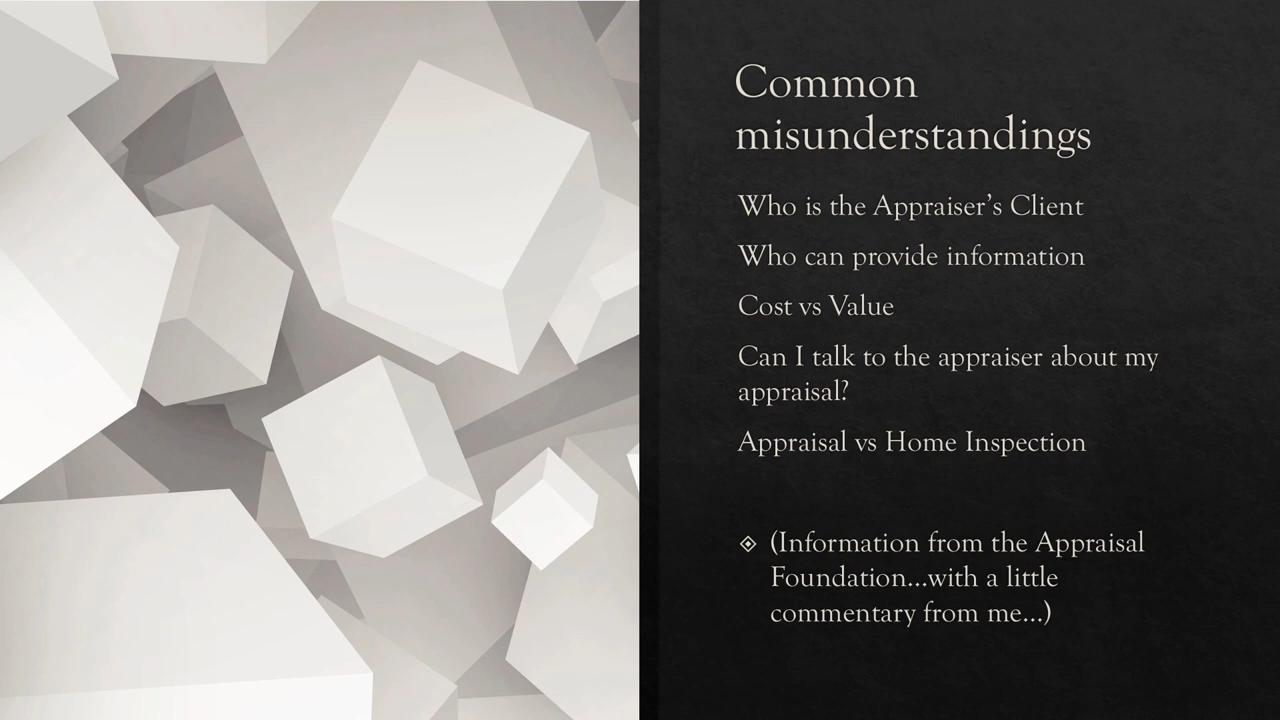 Common
misunderstandings
Who is the Appraiser’s Client
Who can provide information
Cost vs Value
Can I talk to the appraiser about my
appraisal?
Appraisal vs Home Inspection
(Information from the Appraisal
Foundation…with a little
commentary from me…)